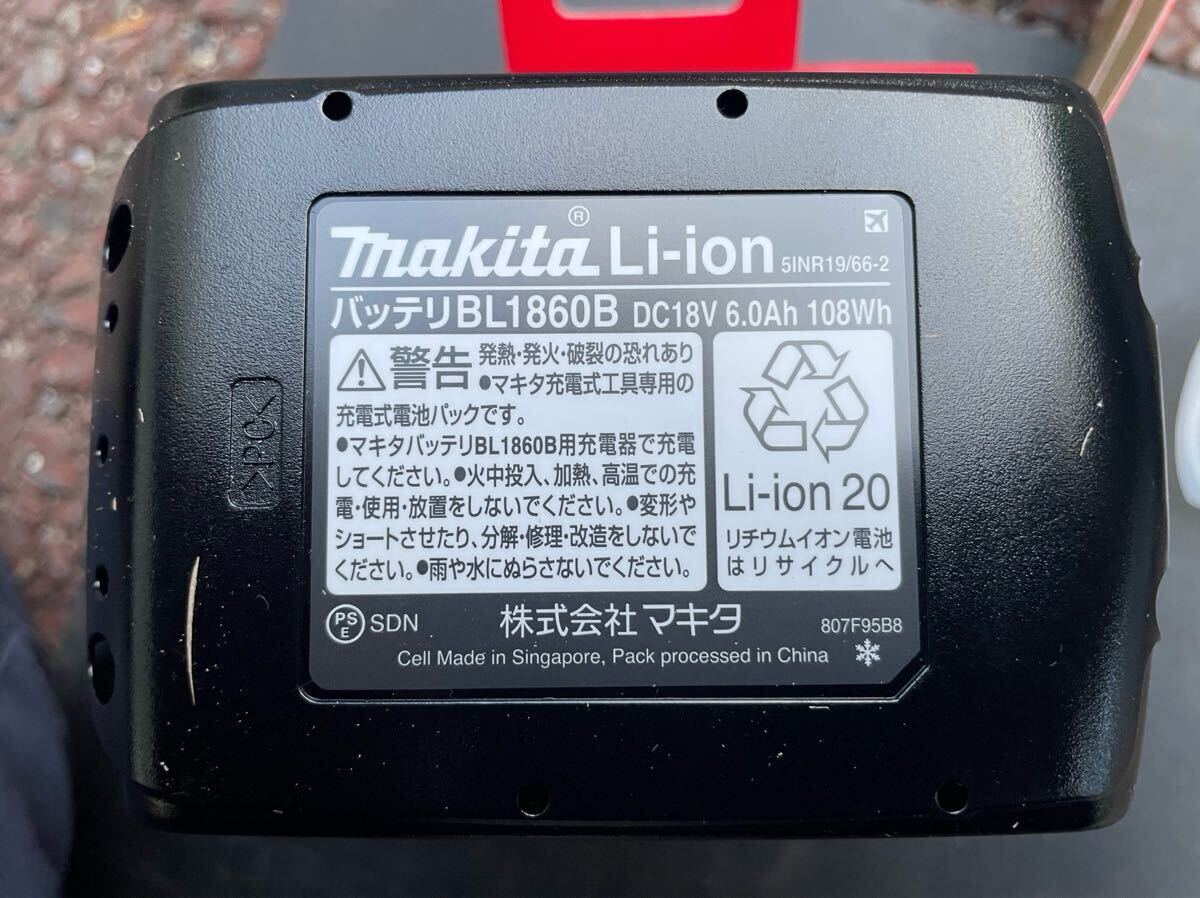 makita® Li-ion 5INR19/66-2
バッテリBL1860B DC18V 6.0Ah 108Wh
警告 発熱・発火・破裂の恐れあり
●マキタ充電式工具専用の
充電式電池パックです。
●マキタバッテリBL1860B用充電器で充電
してください。●火中投入、加熱、高温での充
電・使用・放置をしないでください。●変形や
ショートさせたり、分解・修理・改造をしないで
ください。●雨や水にぬらさないでください。
Li-ion 20
リチウムイオン電池
はリサイクルへ
PSE SDN 株式会社マキタ 807F95B8
Cell Made in Singapore, Pack processed in China
>PC<